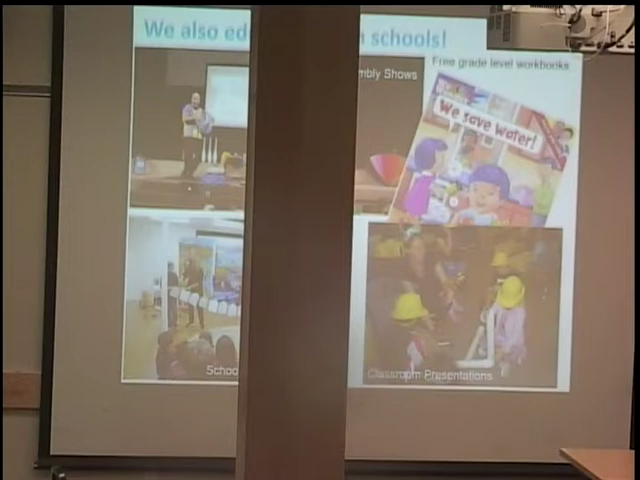 We also ed
schools!
mbly Shows
Free grade level workbooks
We save water!
Schoo
Classroom Presentations